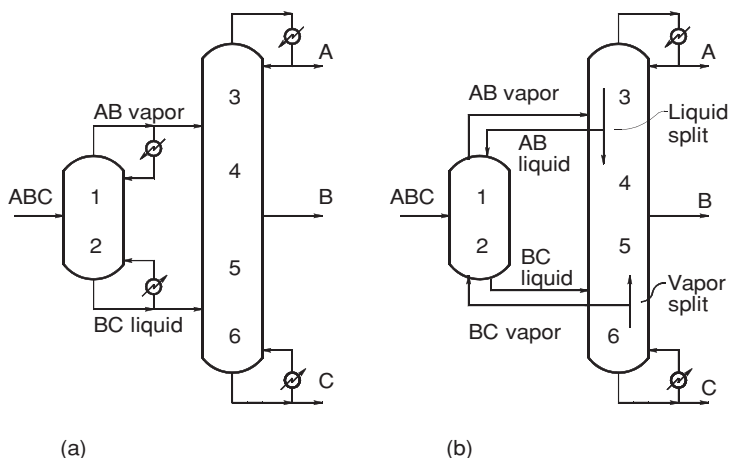 A
3
AB vapor
4
ABC
1
B
2
5
BC liquid
6
C
(a)
A
AB vapor
3
Liquid
split
AB
liquid
4
ABC
1
B
2
5
BC
liquid
Vapor
split
BC vapor
6
C
(b)